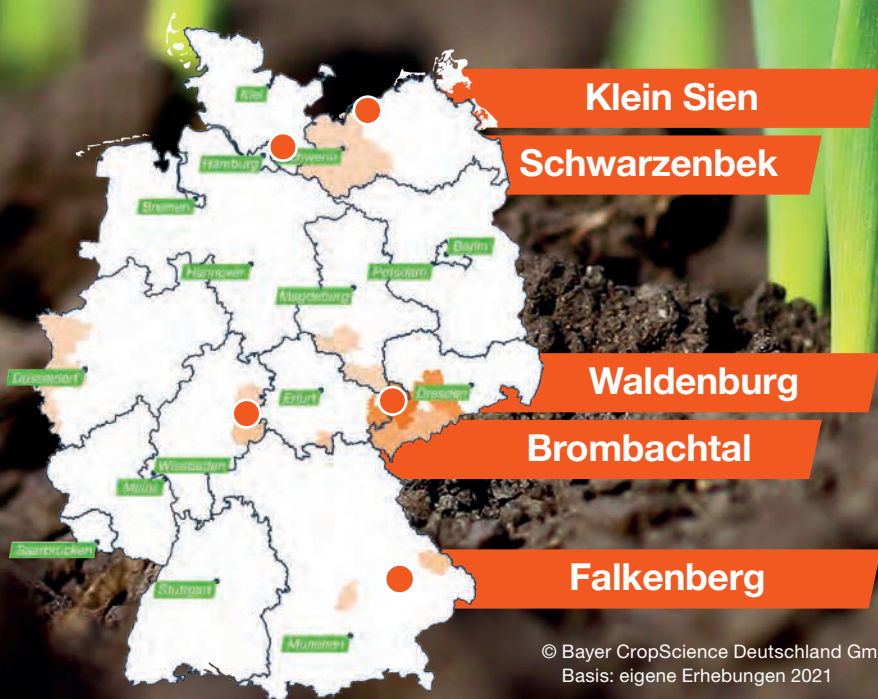 Klein Sien
Schwarzenbek
Kiel
Schwerin
Hamburg
Bremen
Berlin
Hannover
Potsdam
Magdeburg
Waldenburg
Düsseldorf
Erfurt
Dresden
Brombachtal
Wiesbaden
Mainz
Saarbrücken
Falkenberg
Stuttgart
München
© Bayer CropScience Deutschland Gm
Basis: eigene Erhebungen 2021